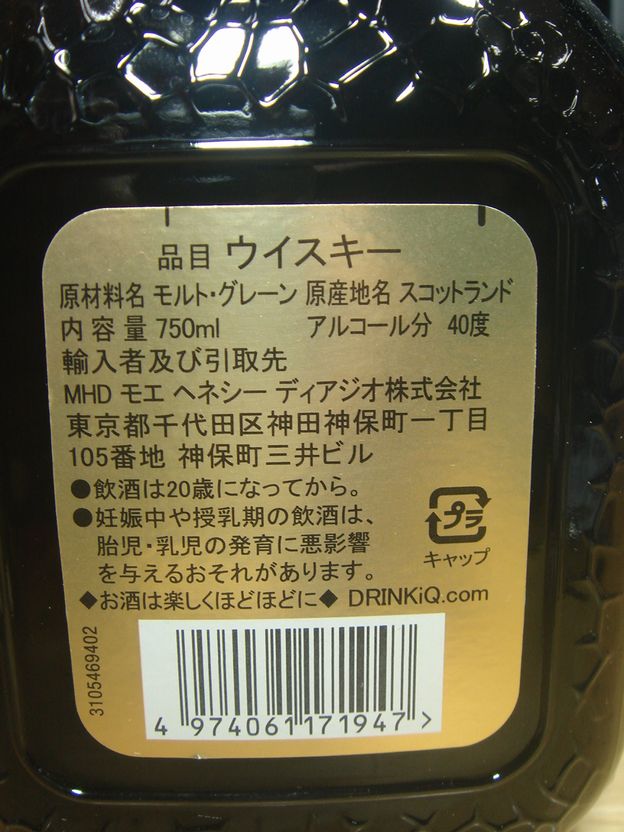 品目 ウイスキー
原材料名 モルト・グレーン 原産地名 スコットランド
内容量 750ml アルコール分 40度
輸入者及び引取先
MHD モエ ヘネシー ディアジオ株式会社
東京都千代田区神田神保町一丁目
105番地 神保町三井ビル
●飲酒は20歳になってから。
●妊娠中や授乳期の飲酒は、
胎児・乳児の発育に悪影響
を与えるおそれがあります。
プラ
キャップ
◆お酒は楽しくほどほどに◆ DRINKiQ.com
3105469402
4 974061171947 >